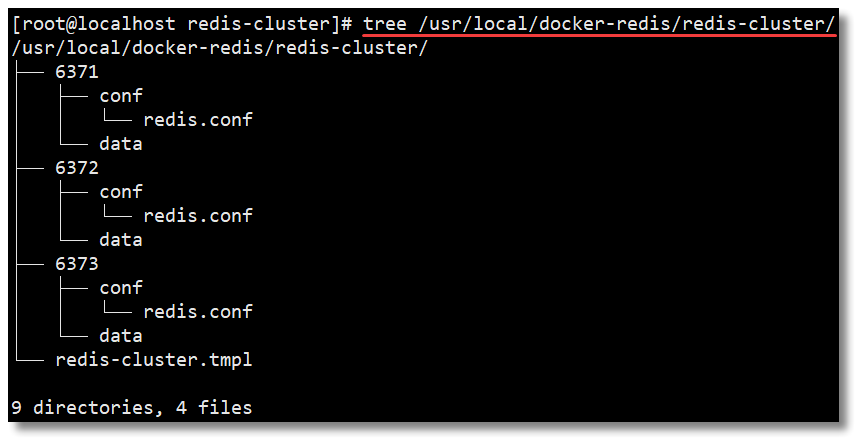 [root@localhost redis-cluster]# tree /usr/local/docker-redis/redis-cluster/
/usr/local/docker-redis/redis-cluster/
├── 6371
│   ├── conf
│   │   └── redis.conf
│   └── data
├── 6372
│   ├── conf
│   │   └── redis.conf
│   └── data
├── 6373
│   ├── conf
│   │   └── redis.conf
│   └── data
└── redis-cluster.tmpl
9 directories, 4 files